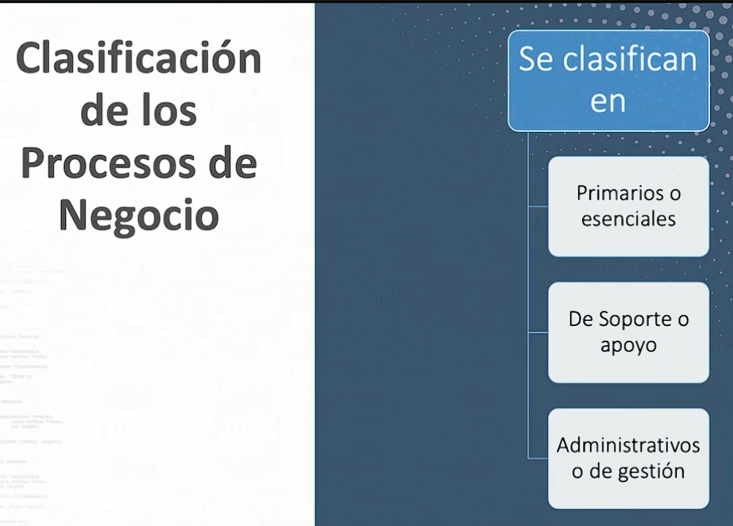 Clasificación
de los
Procesos de
Negocio
Se clasifican
en
Primarios o
esenciales
De Soporte o
apoyo
Administrativos
o de gestión